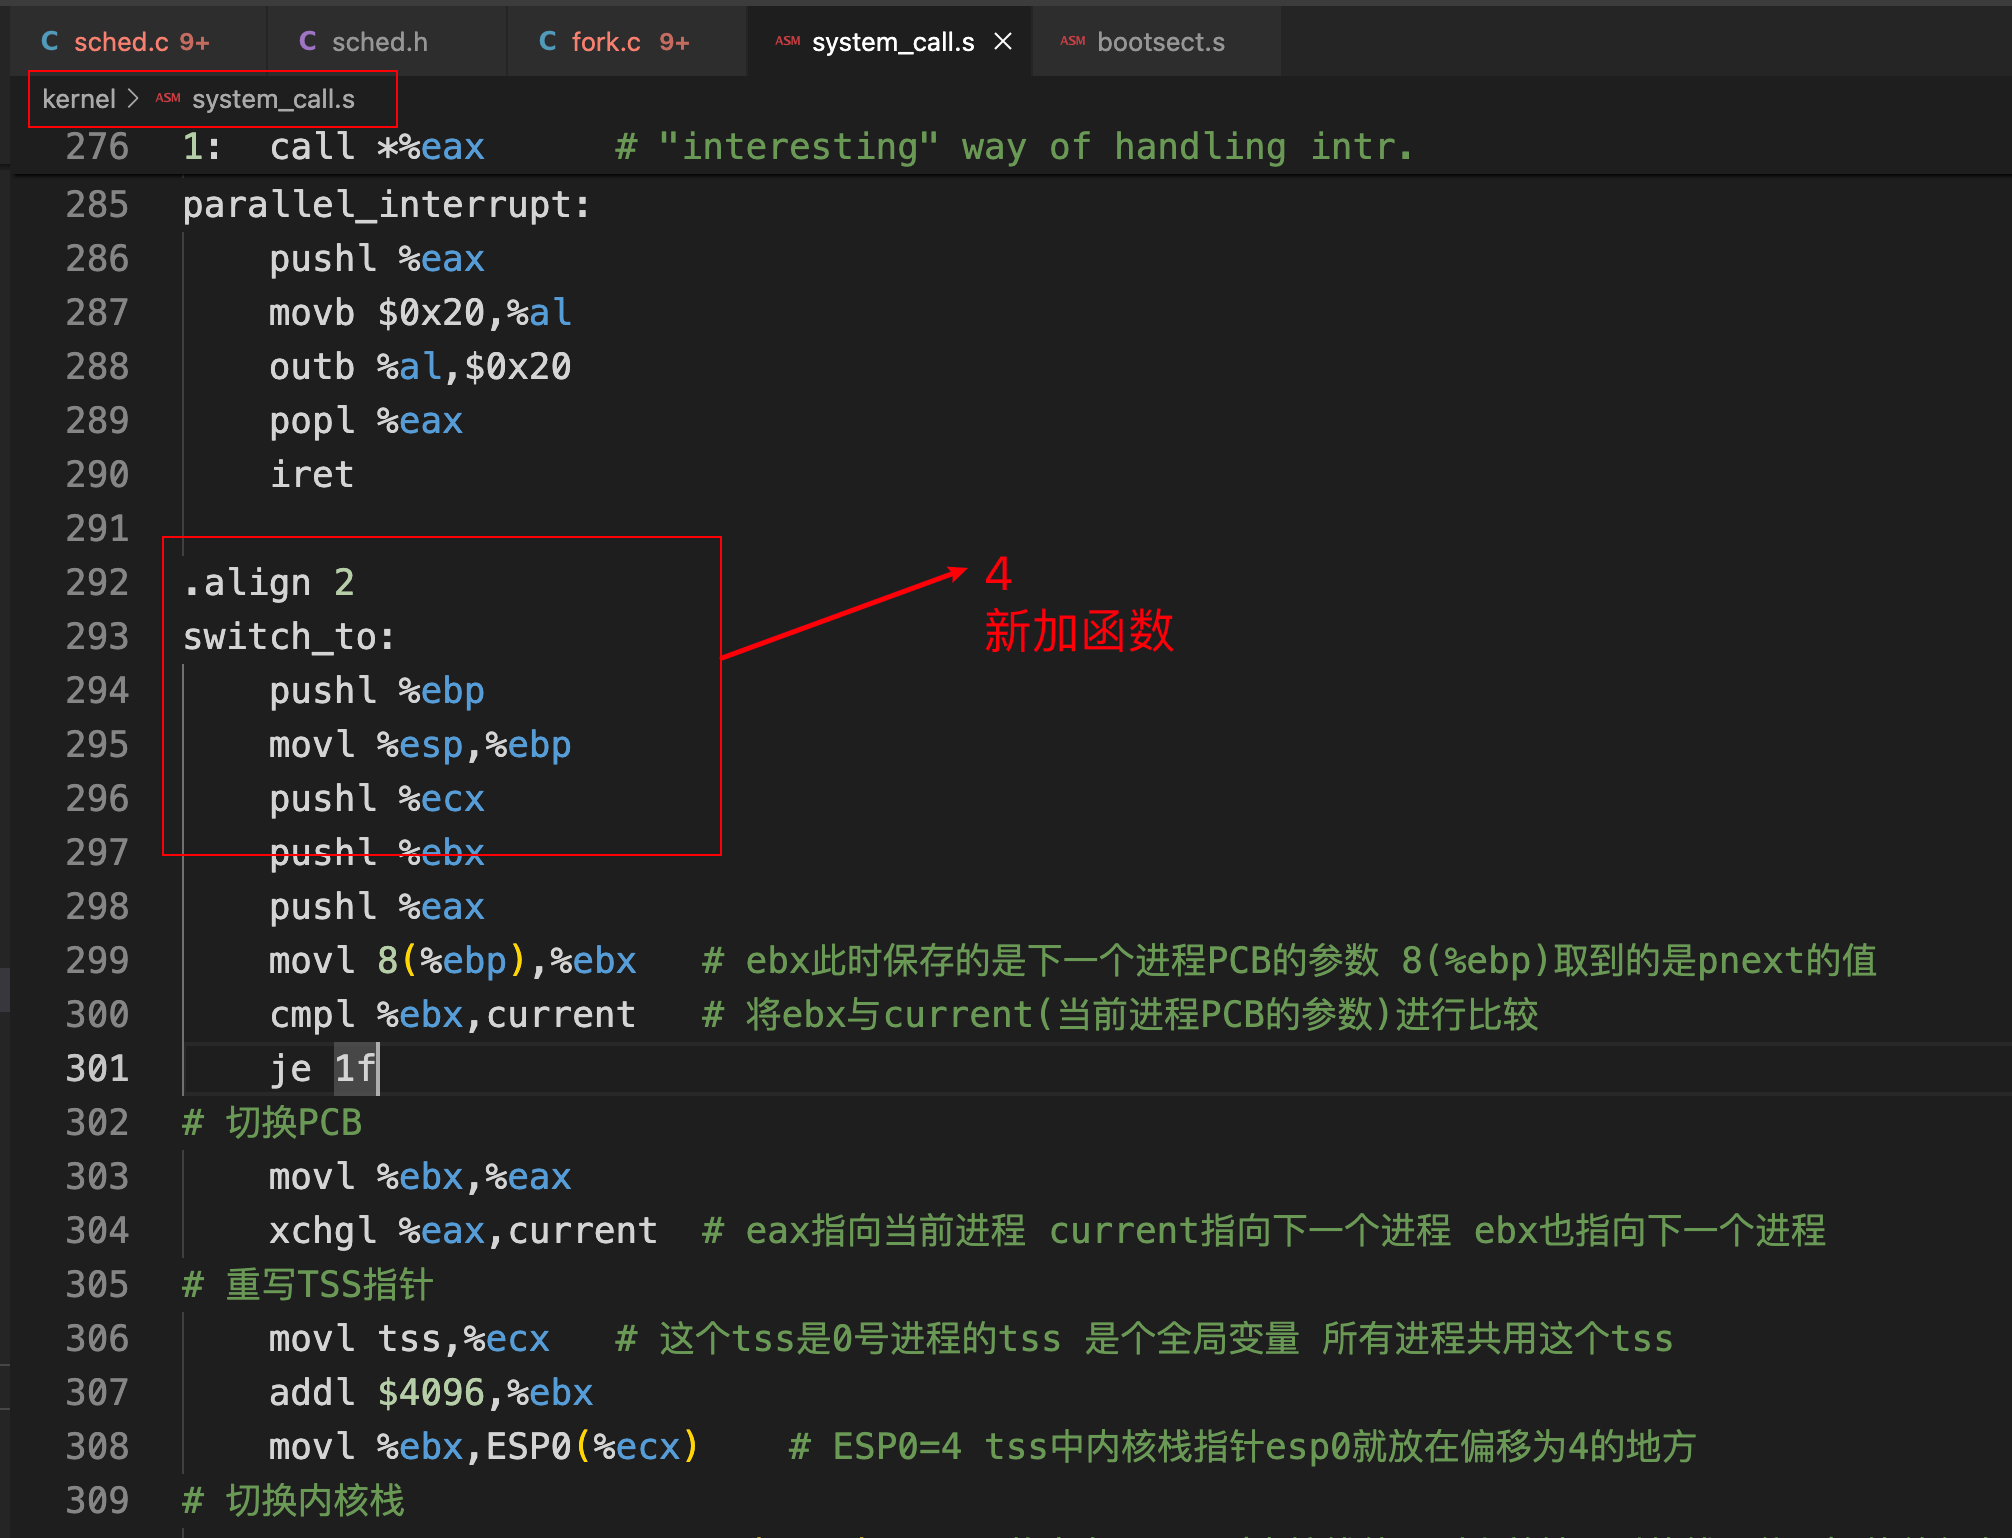 C sched.c 9+ C sched.h C fork.c 9+ ASM system_call.s × ASM bootsect.s
kernel > ASM system_call.s
276 1: call *%eax # "interesting" way of handling intr.
285 parallel_interrupt:
286 pushl %eax
287 movb $0x20,%al
288 outb %al,$0x20
289 popl %eax
290 iret
291
292 .align 2
293 switch_to:
294 pushl %ebp
295 movl %esp,%ebp
296 pushl %ecx
297 pushl %ebx
298 pushl %eax
4
新加函数
299 movl 8(%ebp),%ebx # ebx此时保存的是下一个进程PCB的参数 8(%ebp)取到的是pnext的值
300 cmpl %ebx,current # 将ebx与current(当前进程PCB的参数)进行比较
301 je 1f
302 # 切换PCB
303 movl %ebx,%eax
304 xchgl %eax,current # eax指向当前进程 current指向下一个进程 ebx也指向下一个进程
305 # 重写TSS指针
306 movl tss,%ecx # 这个tss是0号进程的tss 是个全局变量 所有进程共用这个tss
307 addl $4096,%ebx
308 movl %ebx,ESP0(%ecx) # ESP0=4 tss中内核栈指针esp0就放在偏移为4的地方
309 # 切换内核栈